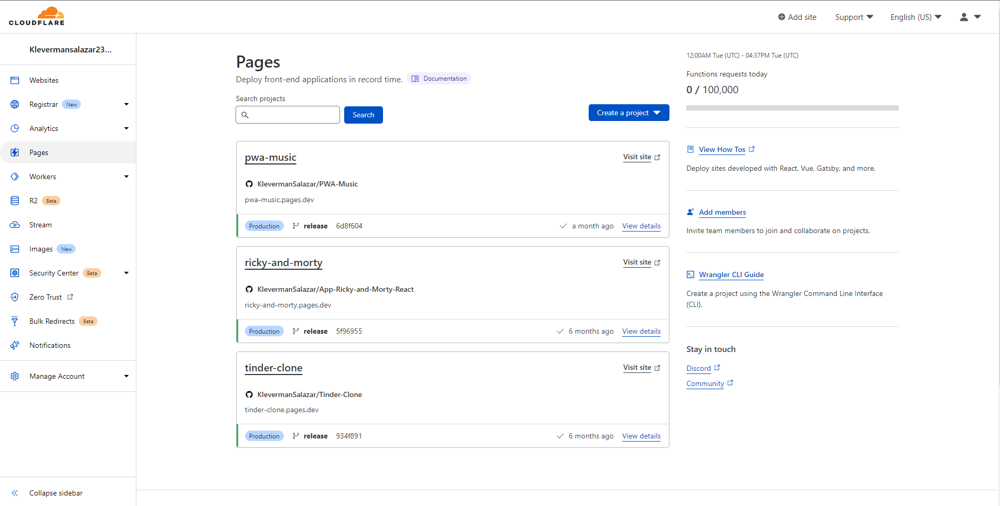 CLOUDFLARE
Add site
Support
English (US)
Klevermansalazar23...
Websites
Registrar New
Analytics
Pages
Workers
R2 Beta
Stream
Images New
Security Center Beta
Zero Trust
Bulk Redirects Beta
Notifications
Manage Account
Collapse sidebar
Pages
Deploy front-end applications in record time. Documentation
Search projects
Search
Create a project
pwa-music Visit site
KlevermanSalazar/PWA-Music
pwa-music.pages.dev
Production release 6d8f604 a month ago View details
ricky-and-morty Visit site
KlevermanSalazar/App-Ricky-and-Morty-React
ricky-and-morty.pages.dev
Production release 5f96955 6 months ago View details
tinder-clone Visit site
KlevermanSalazar/Tinder-Clone
tinder-clone.pages.dev
Production release 934f891 6 months ago View details
12:00AM Tue (UTC) - 04:37PM Tue (UTC)
Functions requests today
0 / 100,000
View How Tos
Deploy sites developed with React, Vue, Gatsby, and more.
Add members
Invite team members to join and collaborate on projects.
Wrangler CLI Guide
Create a project using the Wrangler Command Line Interface
(CLI).
Stay in touch
Discord
Community